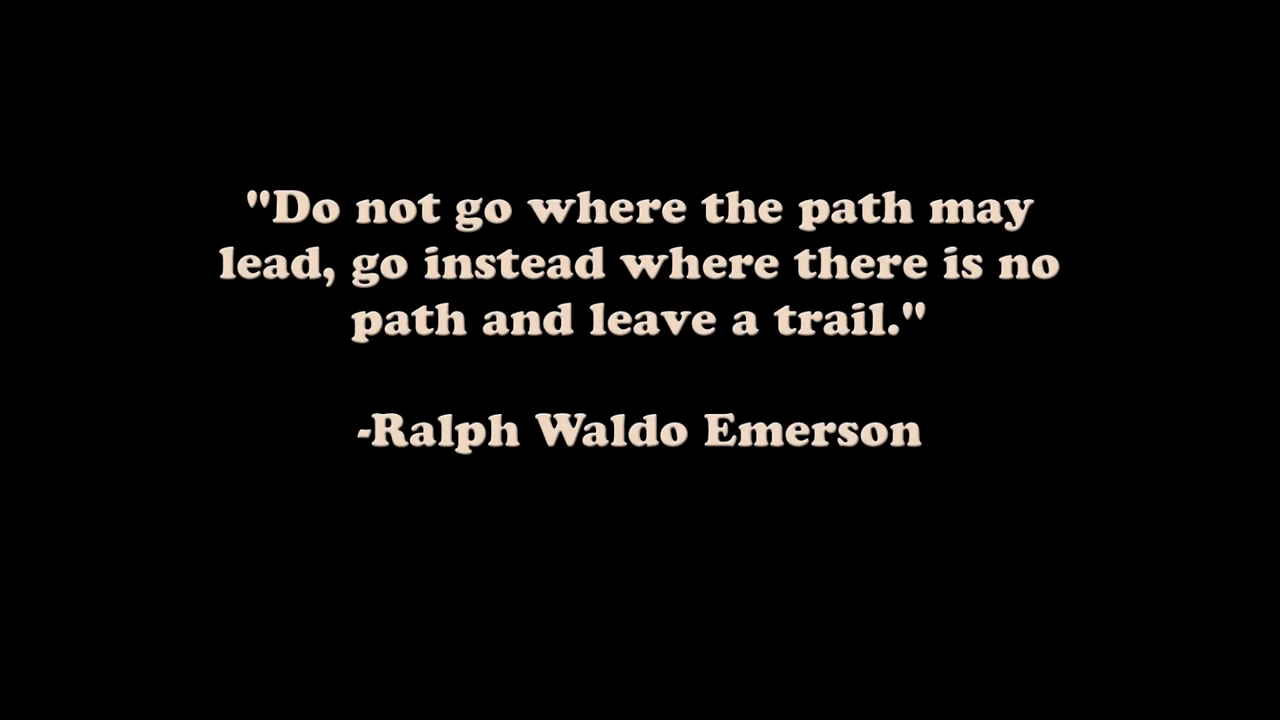 "Do not go where the path may
lead, go instead where there is no
path and leave a trail."
-Ralph Waldo Emerson